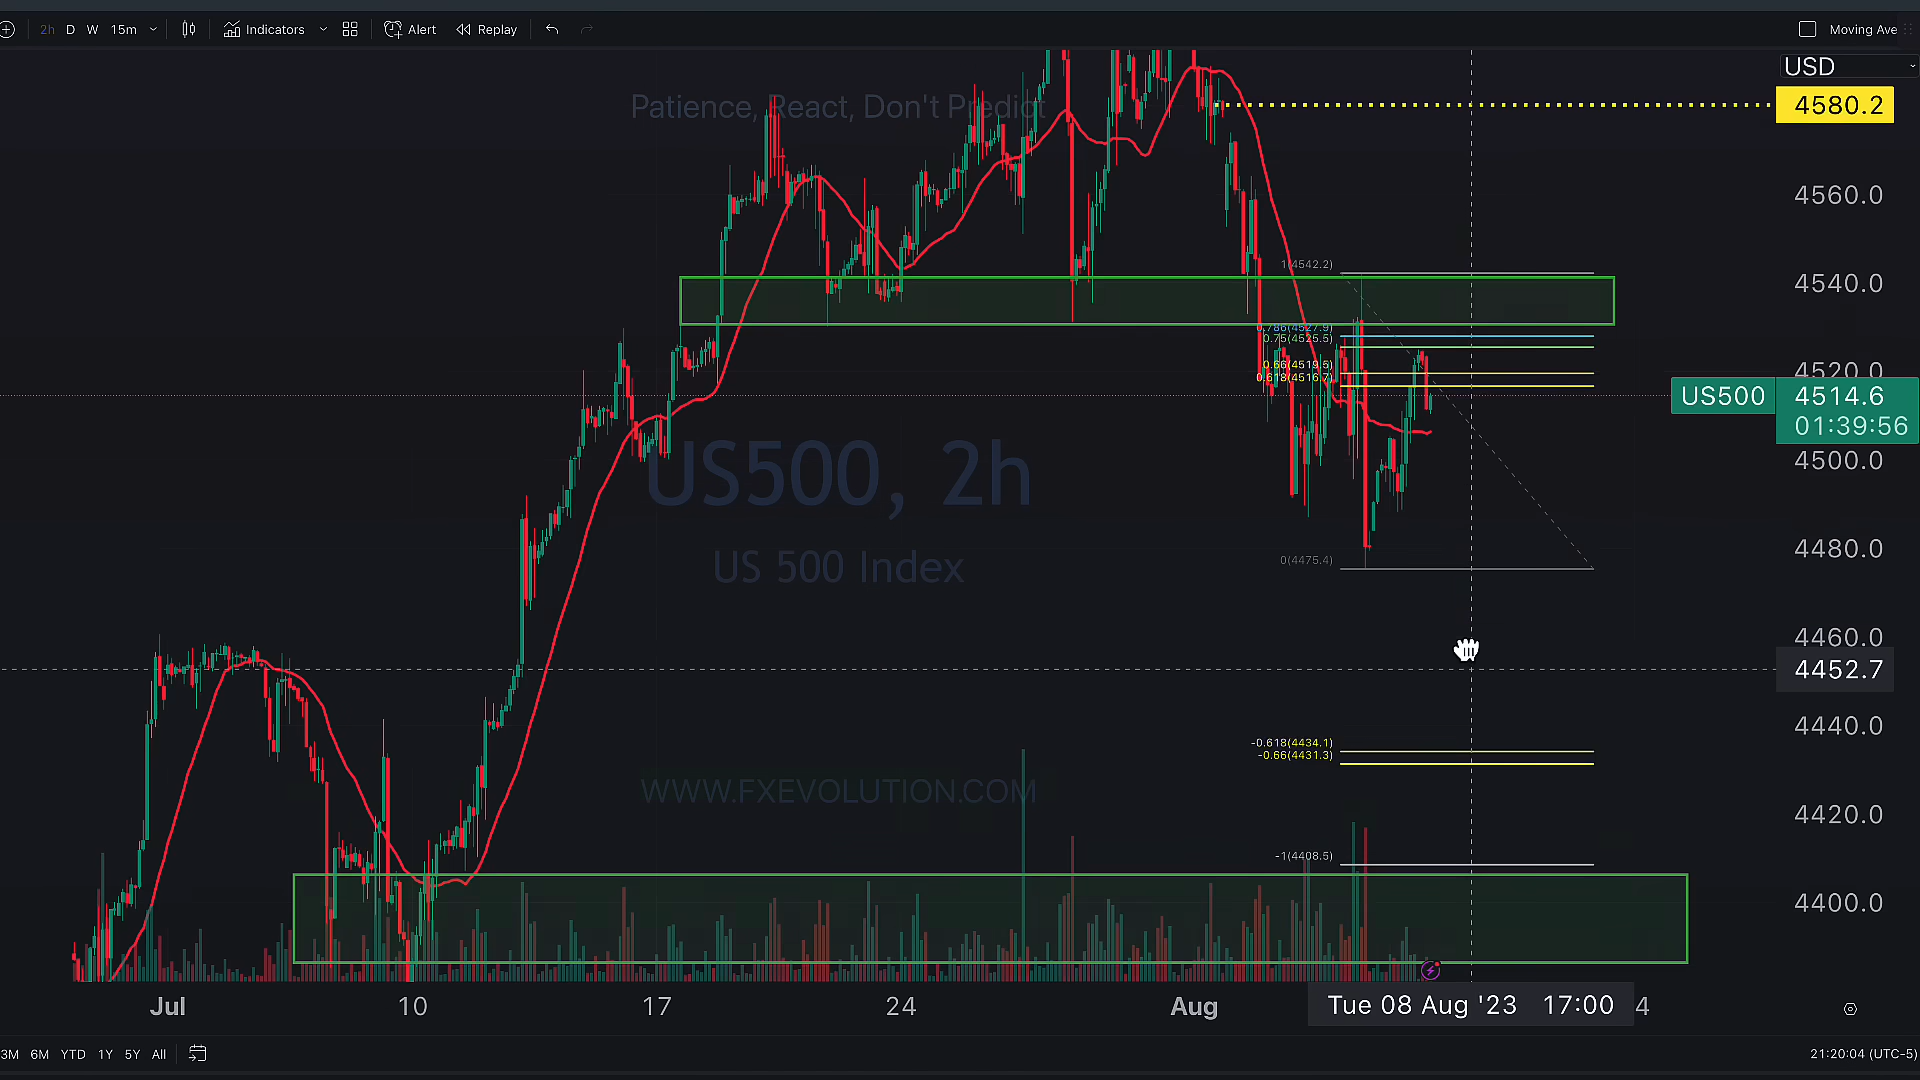 2h D W 15m Indicators Alert Replay Moving Ave
USD
Patience, React, Don't Predict
4580.2
4560.0
1(4542.2)
4540.0
0.786(4527.9)
0.75(4525.5)
0.66(4519.5)
4520.0
0.618(4516.7)
US500 4514.6
01:39:56
4500.0
US500, 2h
US 500 Index
4480.0
0(4475.4)
4460.0
4452.7
4440.0
-0.618(4434.1)
-0.66(4431.3)
WWW.FXEVOLUTION.COM
4420.0
-1(4408.5)
4400.0
Jul 10 17 24 Aug Tue 08 Aug '23 17:00 4
3M 6M YTD 1Y 5Y All 21:20:04 (UTC-5)